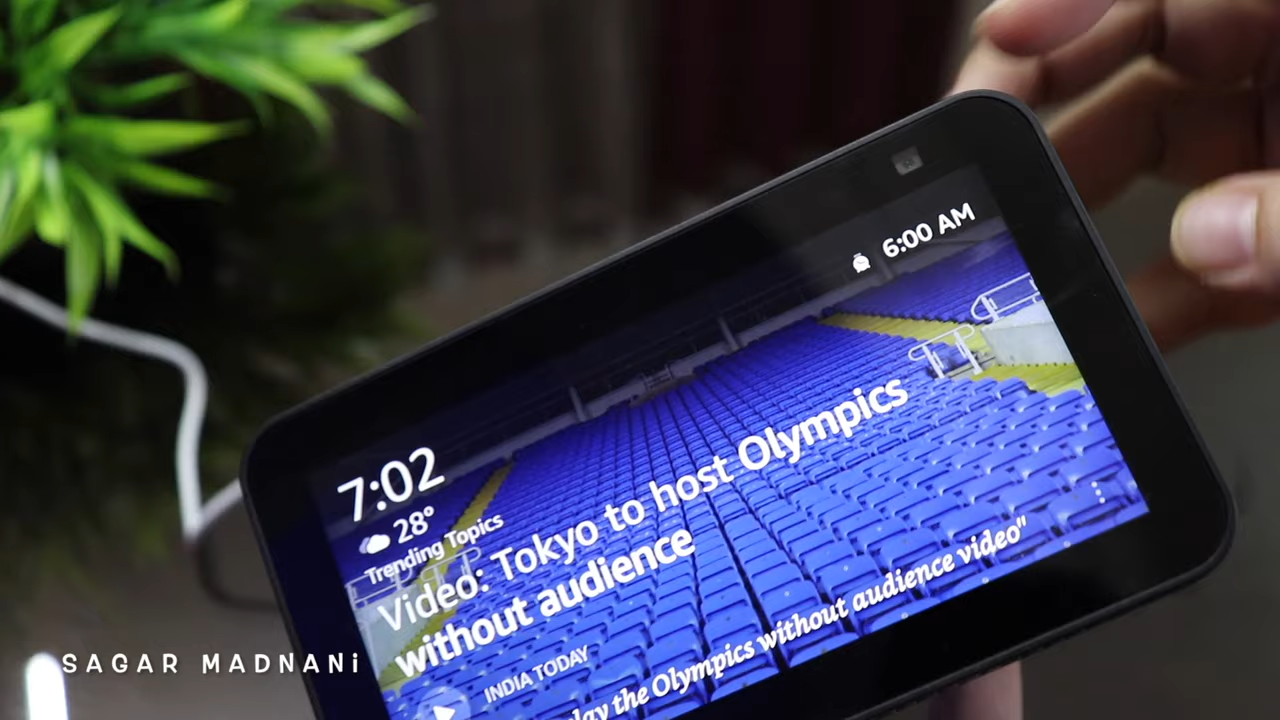 6:00 AM
7:02
28°
Trending Topics
Video: Tokyo to host Olympics
without audience
INDIA TODAY
the Olympics without audience video"
SAGAR MADNANi